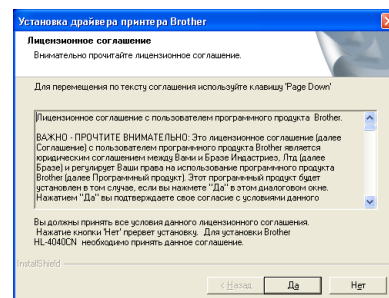 Установка драйвера принтера Brother
Лицензионное соглашение
Внимательно прочитайте лицензионное соглашение.
Для перемещения по тексту соглашения используйте клавишу 'Page Down'
Лицензионное соглашение с пользователем программного продукта Brother.
ВАЖНО - ПРОЧТИТЕ ВНИМАТЕЛЬНО: Это лицензионное соглашение (далее
Соглашение) с пользователем программного продукта Brother является
юридическим соглашением между Вами и Бразе Индастриез, Лтд (далее
Бразе) и регулирует Ваши права на использование программного продукта
Brother (далее Программный продукт). Этот программный продукт будет
установлен в том случае, если вы нажмете "Да" в этом диалоговом окне.
Нажатием "Да" вы подтверждаете свое согласие с условиями данного
Вы должны принять все условия данного лицензионного соглашения.
Нажатие кнопки 'Нет' прервет установку. Для установки Brother
HL-4040CN необходимо принять данное соглашение.
InstallShield
< Назад Да Нет